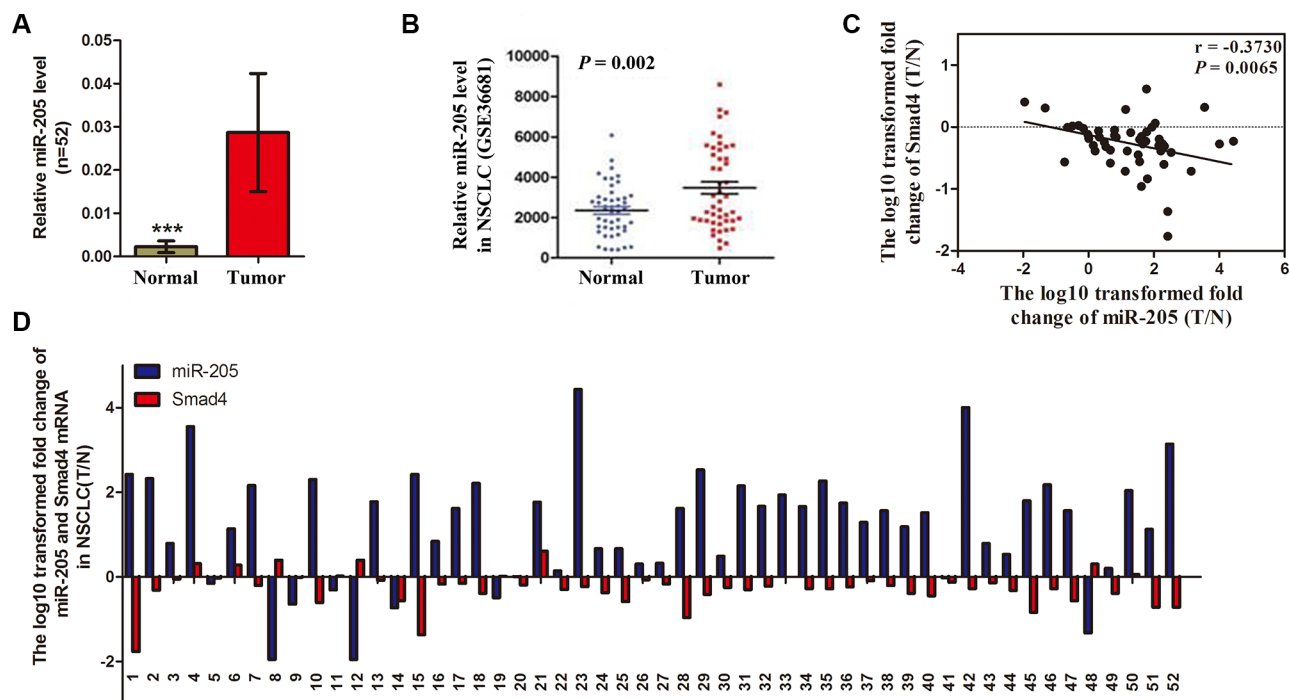 A
Relative miR-205 level
(n=52)
0.05
0.04
0.03
0.02
0.01
0.00
***
Normal
Tumor
B
Relative miR-205 level
in NSCLC (GSE36681)
10000
8000
6000
4000
2000
0
P = 0.002
Normal
Tumor
C
The log10 transformed fold
change of Smad4 (T/N)
1
0
-1
-2
r = -0.3730
P = 0.0065
-4
-2
0
2
4
6
The log10 transformed fold
change of miR-205 (T/N)
D
The log10 transformed fold change of
miR-205 and Smad4 mRNA
in NSCLC(T/N)
miR-205
Smad4
4
2
0
-2
1 2 3 4 5 6 7 8 9 10 11 12 13 14 15 16 17 18 19 20 21 22 23 24 25 26 27 28 29 30 31 32 33 34 35 36 37 38 39 40 41 42 43 44 45 46 47 48 49 50 51 52